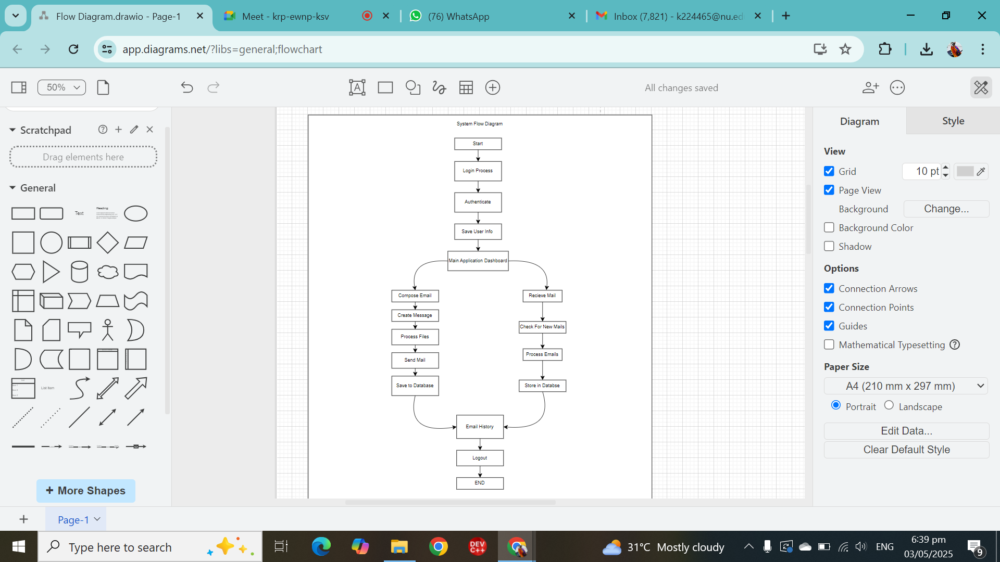 Flow Diagram.drawio - Page-1
Meet - krp-ewnp-ksv
(76) WhatsApp
Inbox (7,821) - k224465@nu.ed
app.diagrams.net/?libs=general;flowchart
50%
A
All changes saved
Scratchpad
Drag elements here
General
Text
Heading
List Item
+ More Shapes
System Flow Diagram
Start
Login Process
Authenticate
Save User Info
Main Application Dashboard
Compose Email
Create Message
Process Files
Send Mail
Save to Database
Recieve Mail
Check For New Mails
Process Emails
Store in Databse
Email History
Logout
END
Diagram
Style
View
Grid
10 pt
Page View
Background
Change...
Background Color
Shadow
Options
Connection Arrows
Connection Points
Guides
Mathematical Typesetting
Paper Size
A4 (210 mm x 297 mm)
Portrait
Landscape
Edit Data...
Clear Default Style
Page-1
Type here to search
DEV
C++
31°C Mostly cloudy
ENG
6:39 pm
03/05/2025
9